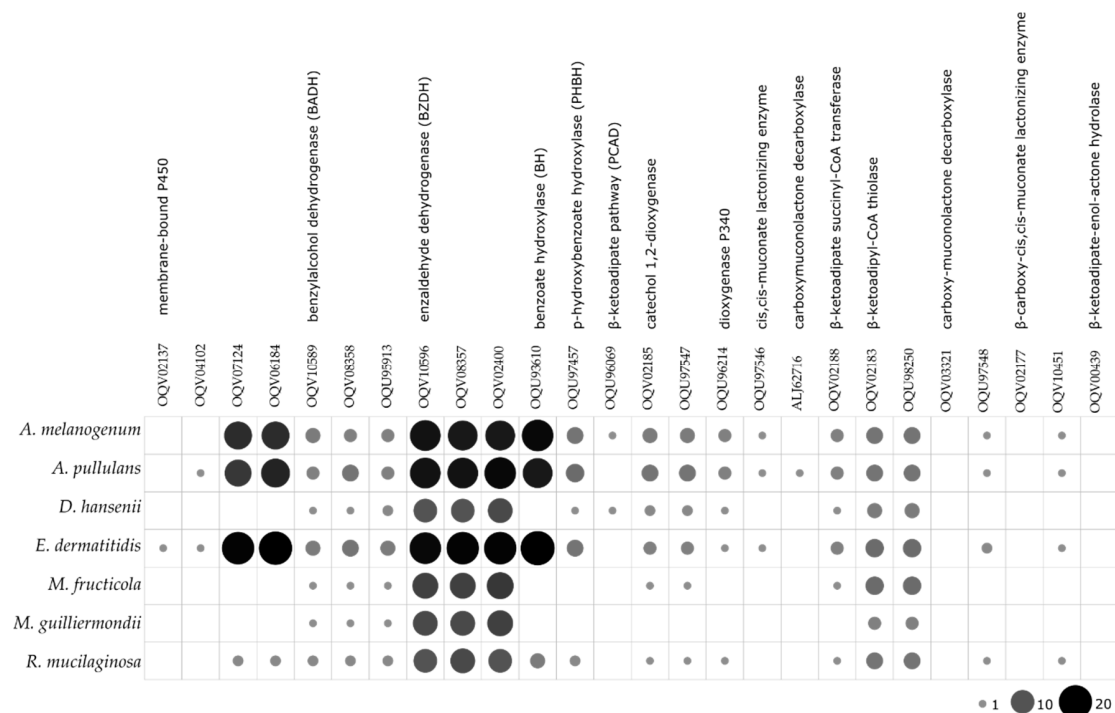 membrane-bound P450
benzylalcohol dehydrogenase (BADH)
enzaldehyde dehydrogenase (BZDH)
benzoate hydroxylase (BH)
p-hydroxybenzoate hydroxylase (PHBH)
β-ketoadipate pathway (PCAD)
catechol 1,2-dioxygenase
dioxygenase P340
cis,cis-muconate lactonizing enzyme
carboxymuconolactone decarboxylase
β-ketoadipate succinyl-CoA transferase
β-ketoadipyl-CoA thiolase
carboxy-muconolactone decarboxylase
β-carboxy-cis,cis-muconate lactonizing enzyme
β-ketoadipate-enol-actone hydrolase
OQV02137
OQV04102
OQV07124
OQV06184
OQV10589
OQV08358
OQU95913
OQV10596
OQV08357
OQV02400
OQU93610
OQU97457
OQU96069
OQV02185
OQU97547
OQU96214
OQU97546
ALJ62716
OQV02188
OQV02183
OQU98250
OQV03321
OQU97548
OQV02177
OQV10451
OQV00439
A. melanogenum
A. pullulans
D. hansenii
E. dermatitidis
M. fructicola
M. guilliermondii
R. mucilaginosa
1 10 20